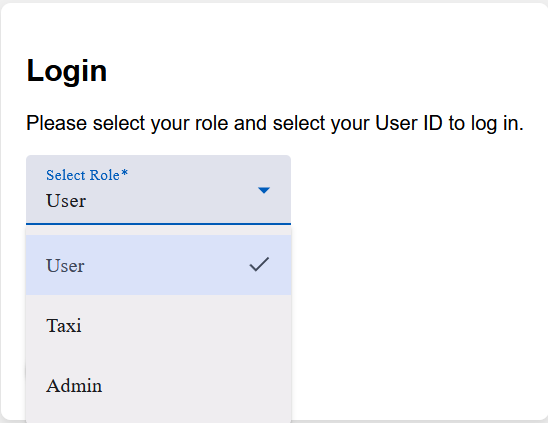 Login
Please select your role and select your User ID to log in.
Select Role*
User
User
Taxi
Admin